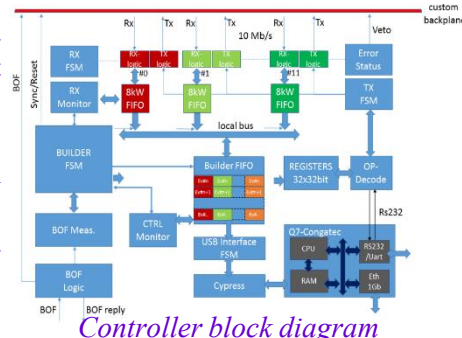 custom
backplane
Rx Tx Rx Tx Rx Tx
10 Mb/s
Veto
BOF
Sync/Reset
RX
FSM
RX
logic
TX
logic
RX
logic
TX
logic
RX
logic
TX
logic
Error
Status
#0
#1
#11
RX
Monitor
8kW
FIFO
8kW
FIFO
8kW
FIFO
TX
FSM
local bus
BUILDER
FSM
Builder FIFO
REGISTERS
32x32bit
OP-
Decode
Rs232
BOF Meas.
CTRL
Monitor
USB Interface
FSM
Q7-Congatec
CPU
RS232
/Uart
BOF
Logic
Cypress
RAM
Eth
1Gb
BOF
BOF reply
Controller block diagram